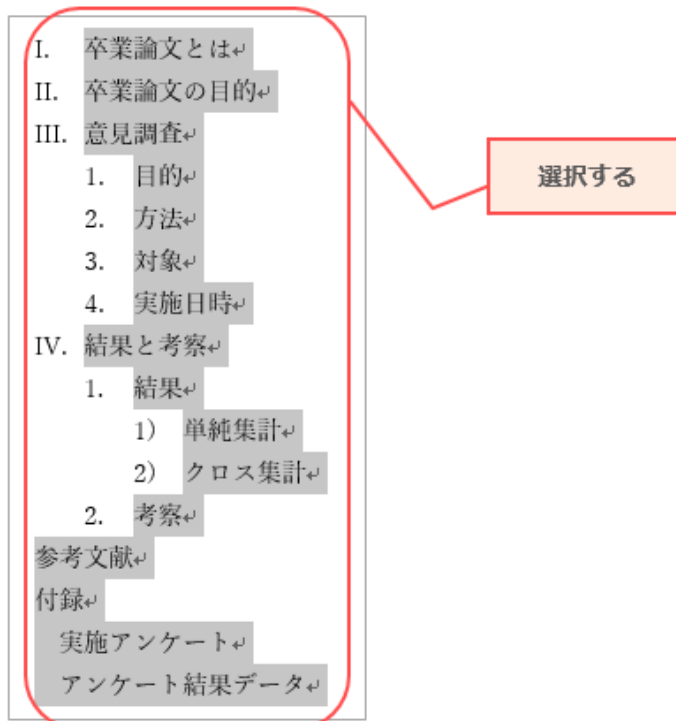 I. 卒業論文とは↵
II. 卒業論文の目的↵
III. 意見調査↵
1. 目的↵
2. 方法↵
3. 対象↵
4. 実施日時↵
IV. 結果と考察↵
1. 結果↵
1) 単純集計↵
2) クロス集計↵
2. 考察↵
参考文献↵
付録↵
実施アンケート↵
アンケート結果データ↵
選択する